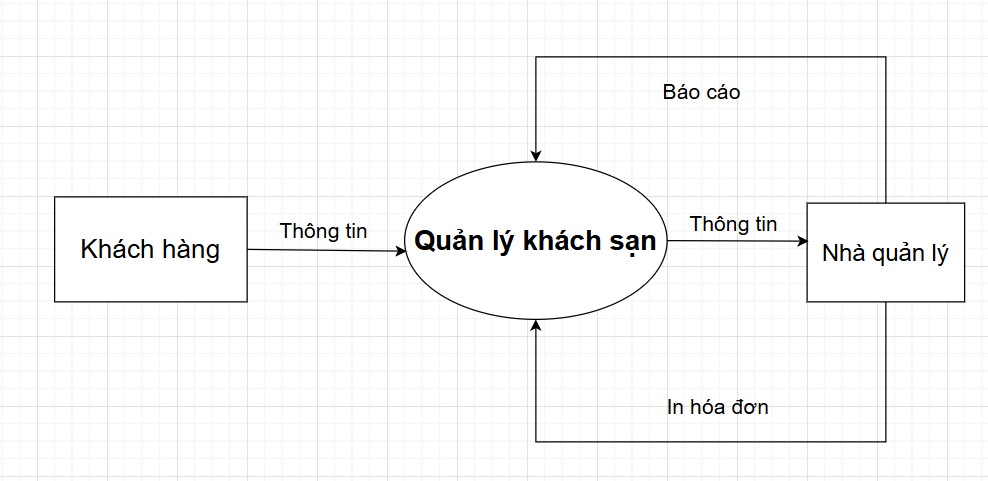 Báo cáo
Khách hàng
Thông tin
Quản lý khách sạn
Thông tin
Nhà quản lý
In hóa đơn